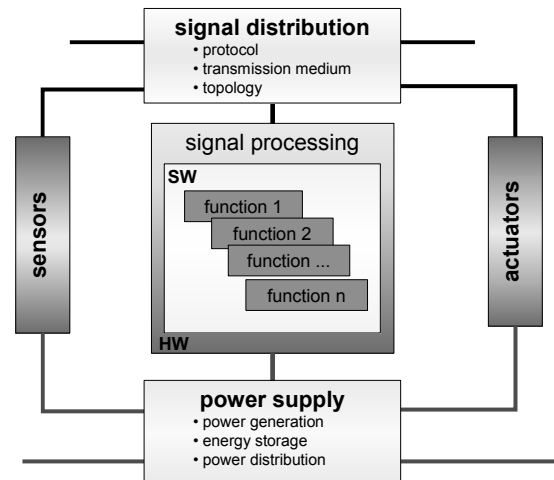 signal distribution
• protocol
• transmission medium
• topology
signal processing
SW
function 1
function 2
function ...
function n
HW
sensors
actuators
power supply
• power generation
• energy storage
• power distribution